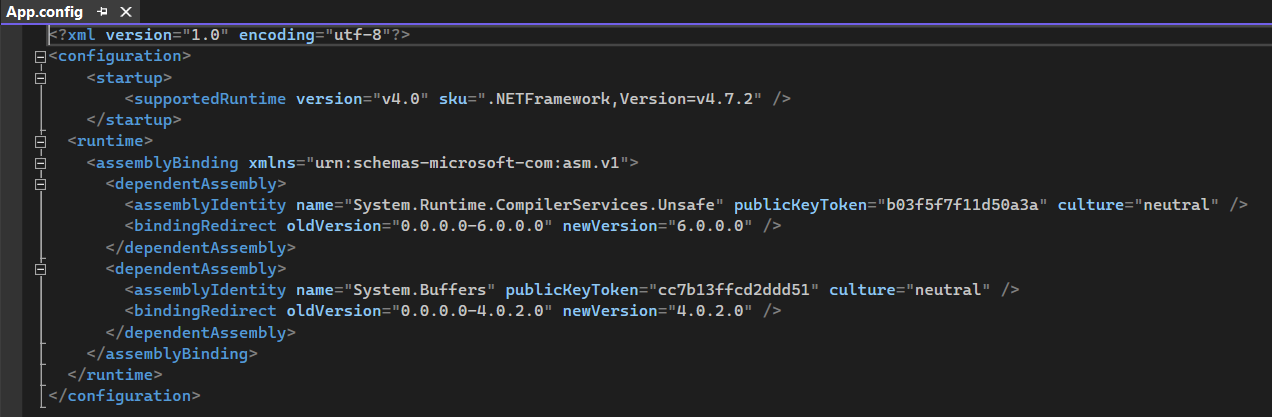 App.config
<?xml version="1.0" encoding="utf-8"?>
<configuration>
    <startup>
        <supportedRuntime version="v4.0" sku=".NETFramework,Version=v4.7.2" />
    </startup>
  <runtime>
    <assemblyBinding xmlns="urn:schemas-microsoft-com:asm.v1">
      <dependentAssembly>
        <assemblyIdentity name="System.Runtime.CompilerServices.Unsafe" publicKeyToken="b03f5f7f11d50a3a" culture="neutral" />
        <bindingRedirect oldVersion="0.0.0.0-6.0.0.0" newVersion="6.0.0.0" />
      </dependentAssembly>
      <dependentAssembly>
        <assemblyIdentity name="System.Buffers" publicKeyToken="cc7b13ffcd2ddd51" culture="neutral" />
        <bindingRedirect oldVersion="0.0.0.0-4.0.2.0" newVersion="4.0.2.0" />
      </dependentAssembly>
    </assemblyBinding>
  </runtime>
</configuration>